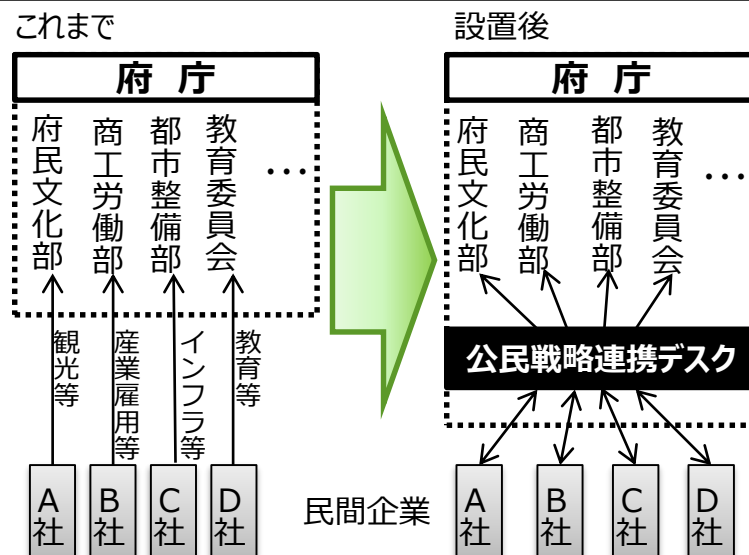 これまで
府 庁
府民文化部
商工労働部
都市整備部
教育委員会
…
観光等
産業雇用等
インフラ等
教育等
A社
B社
C社
D社
民間企業
設置後
府 庁
府民文化部
商工労働部
都市整備部
教育委員会
…
公民戦略連携デスク
A社
B社
C社
D社